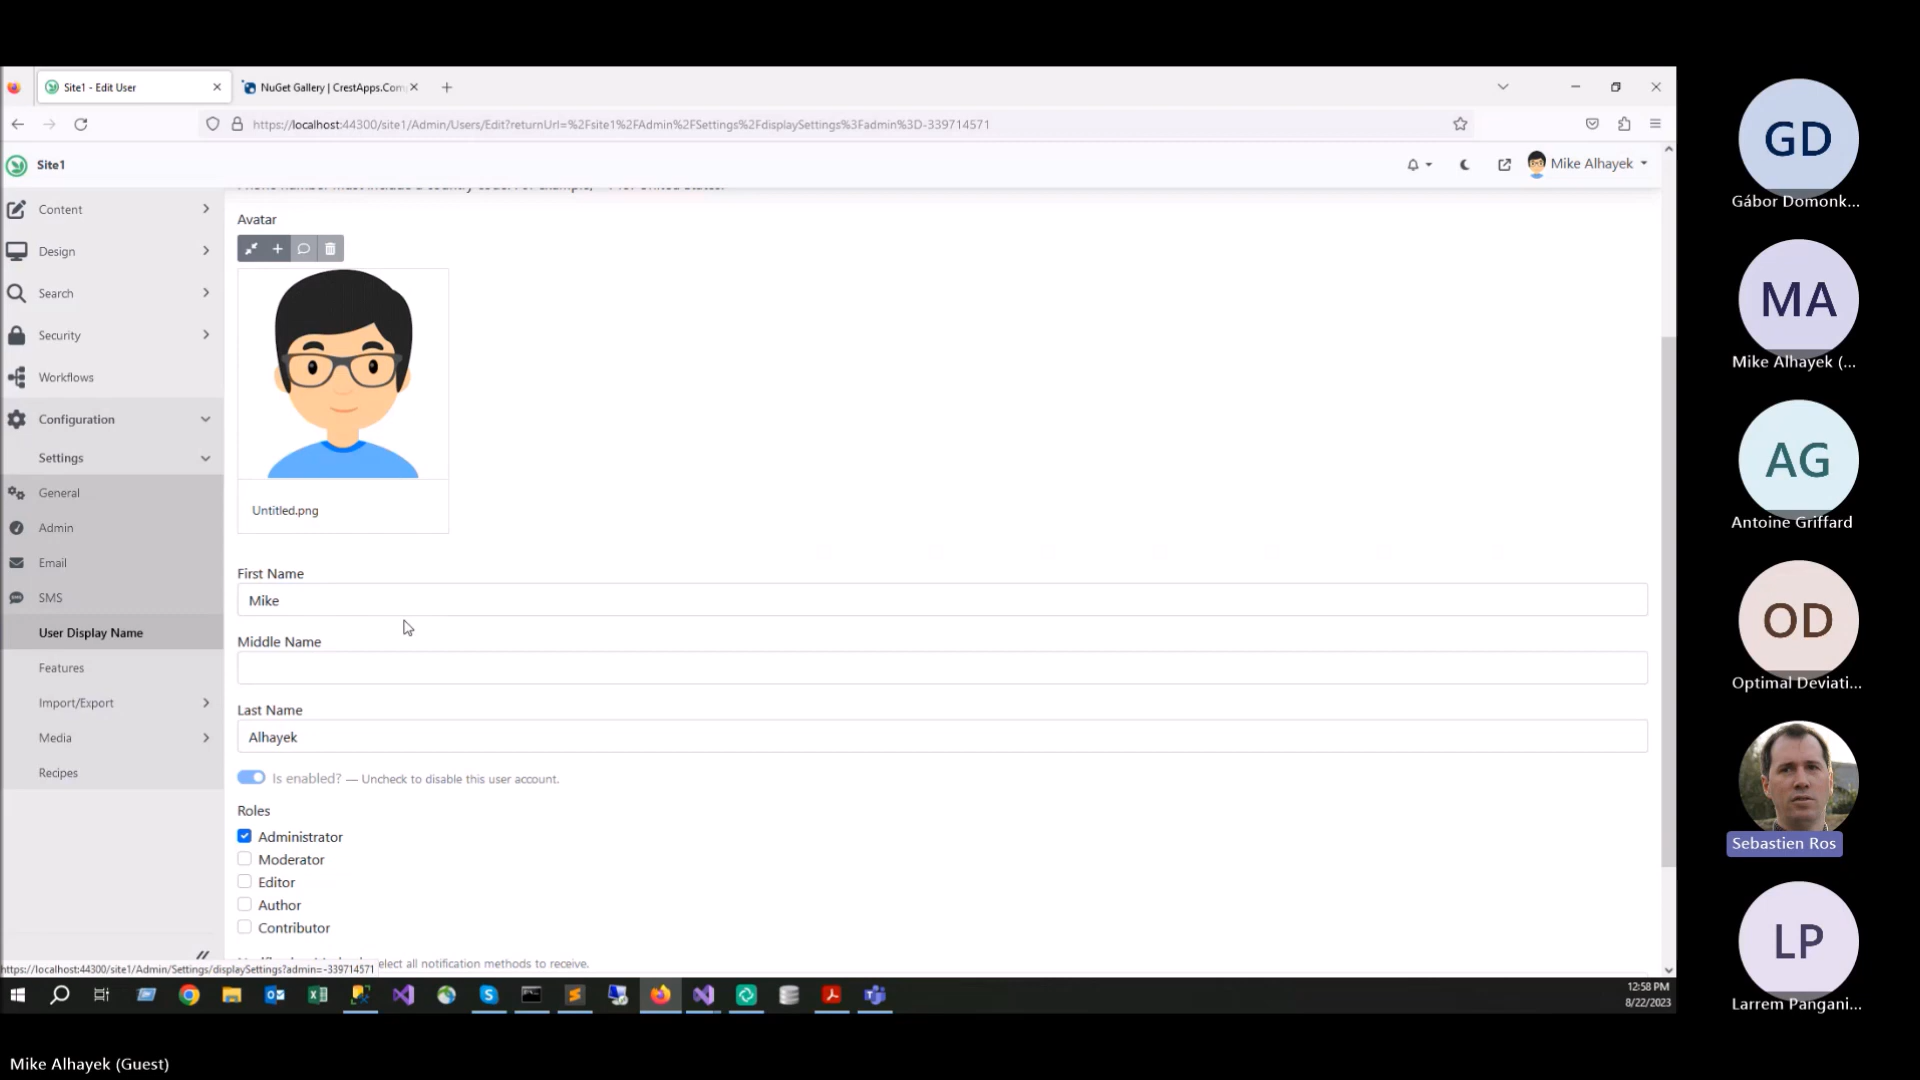 Site1 - Edit User
NuGet Gallery | CrestApps.Com
https://localhost:44300/site1/Admin/Users/Edit?returnUrl=%2Fsite1%2FAdmin%2FSettings%2FdisplaySettings%3Fadmin%3D-339714571
Site1
Mike Alhayek
Content
Design
Search
Security
Workflows
Configuration
Settings
General
Admin
Email
SMS
User Display Name
Features
Import/Export
Media
Recipes
https://localhost:44300/site1/Admin/Settings/displaySettings?admin=-339714571
Avatar
Untitled.png
First Name
Mike
Middle Name
Last Name
Alhayek
Is enabled? — Uncheck to disable this user account.
Roles
Administrator
Moderator
Editor
Author
Contributor
elect all notification methods to receive.
12:58 PM
8/22/2023
GD
Gábor Domonk...
MA
Mike Alhayek (...
AG
Antoine Griffard
OD
Optimal Deviati...
Sebastien Ros
LP
Larrem Pangani...
Mike Alhayek (Guest)